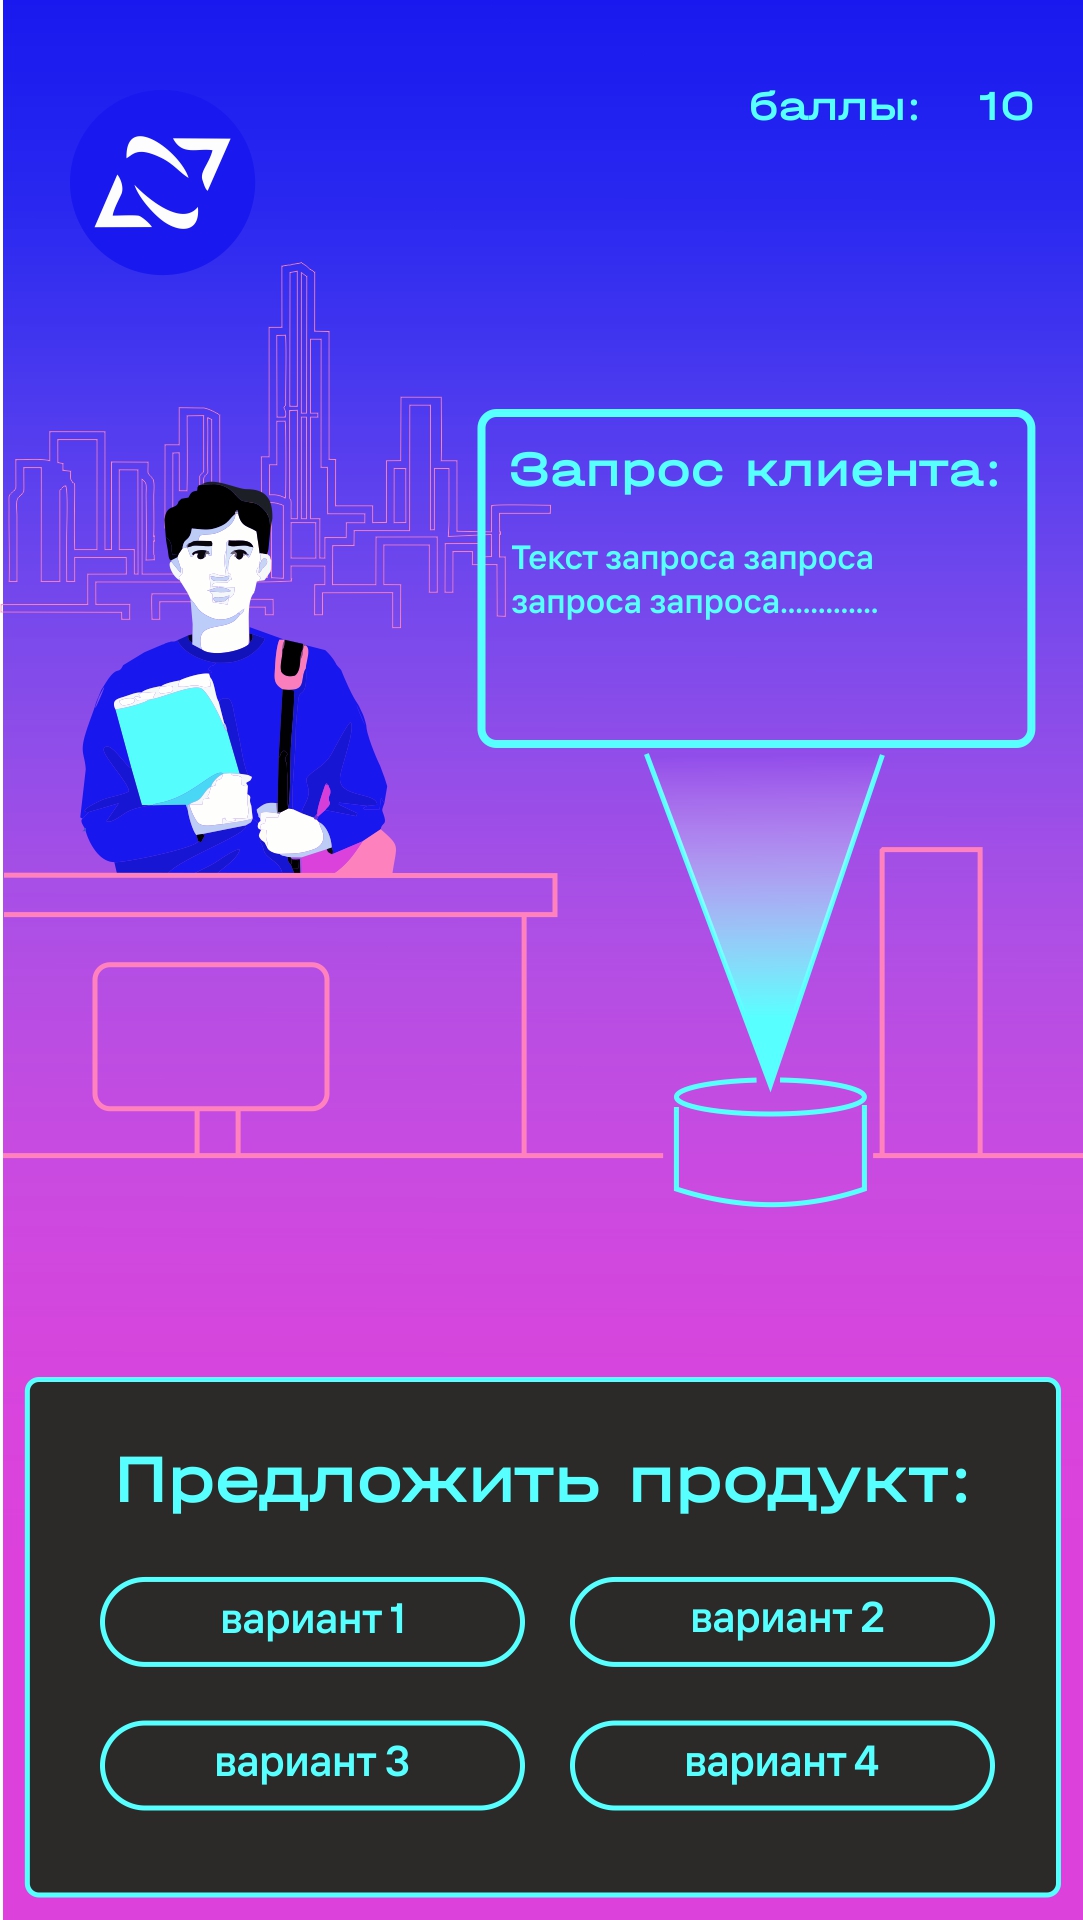 баллы: 10
Запрос клиента:
Текст запроса запроса
запроса запроса.............
Предложить продукт:
вариант 1
вариант 2
вариант 3
вариант 4